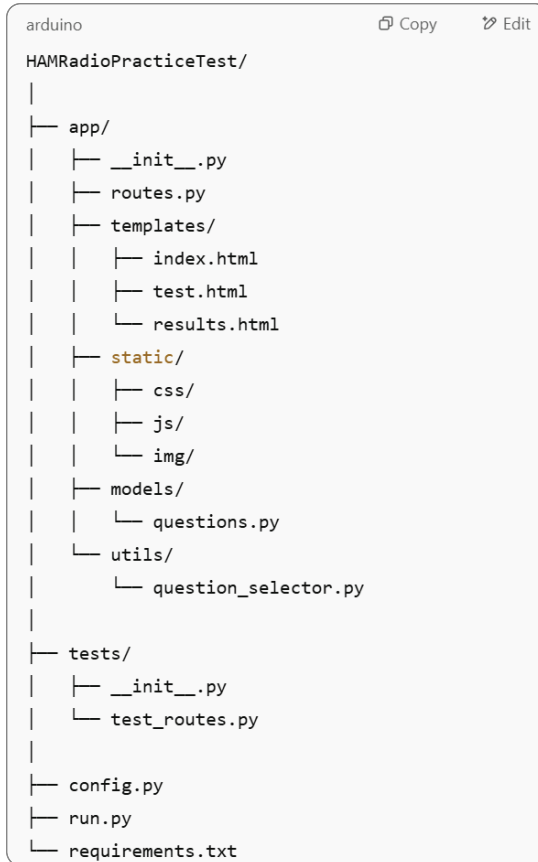 arduino Copy Edit
HAMRadioPracticeTest/
│
├── app/
│   ├── __init__.py
│   ├── routes.py
│   ├── templates/
│   │   ├── index.html
│   │   ├── test.html
│   │   └── results.html
│   ├── static/
│   │   ├── css/
│   │   ├── js/
│   │   └── img/
│   ├── models/
│   │   └── questions.py
│   └── utils/
│       └── question_selector.py
│
├── tests/
│   ├── __init__.py
│   └── test_routes.py
│
├── config.py
├── run.py
└── requirements.txt